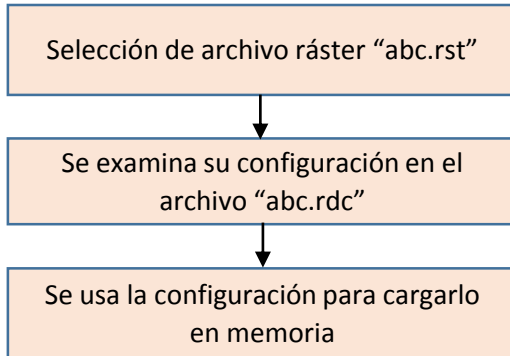 Selección de archivo ráster “abc.rst”
Se examina su configuración en el
archivo “abc.rdc”
Se usa la configuración para cargarlo
en memoria